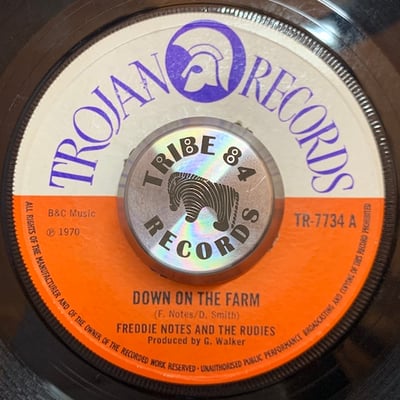 TROJAN RECORDS
TRIBE 84
RECORDS
B&C Music
℗ 1970
TR-7734 A
DOWN ON THE FARM
(F. Notes/D. Smith)
FREDDIE NOTES AND THE RUDIES
Produced by G. Walker
ALL RIGHTS OF THE MANUFACTURER AND OF THE OWNER OF THE RECORDED WORK RESERVED - UNAUTHORISED PUBLIC PERFORMANCE BROADCASTING AND COPYING OF THIS RECORD PROHIBITED